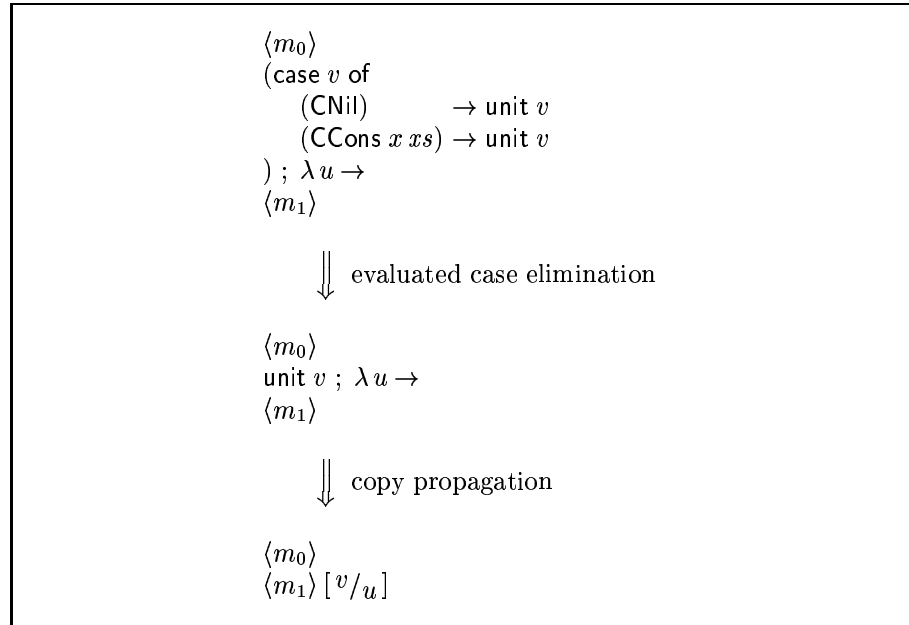 ⟨m₀⟩
(case v of
(CNil) → unit v
(CCons x xs) → unit v
) ; λ u →
⟨m₁⟩
⇓ evaluated case elimination
⟨m₀⟩
unit v ; λ u →
⟨m₁⟩
⇓ copy propagation
⟨m₀⟩
⟨m₁⟩ [ v/u ]